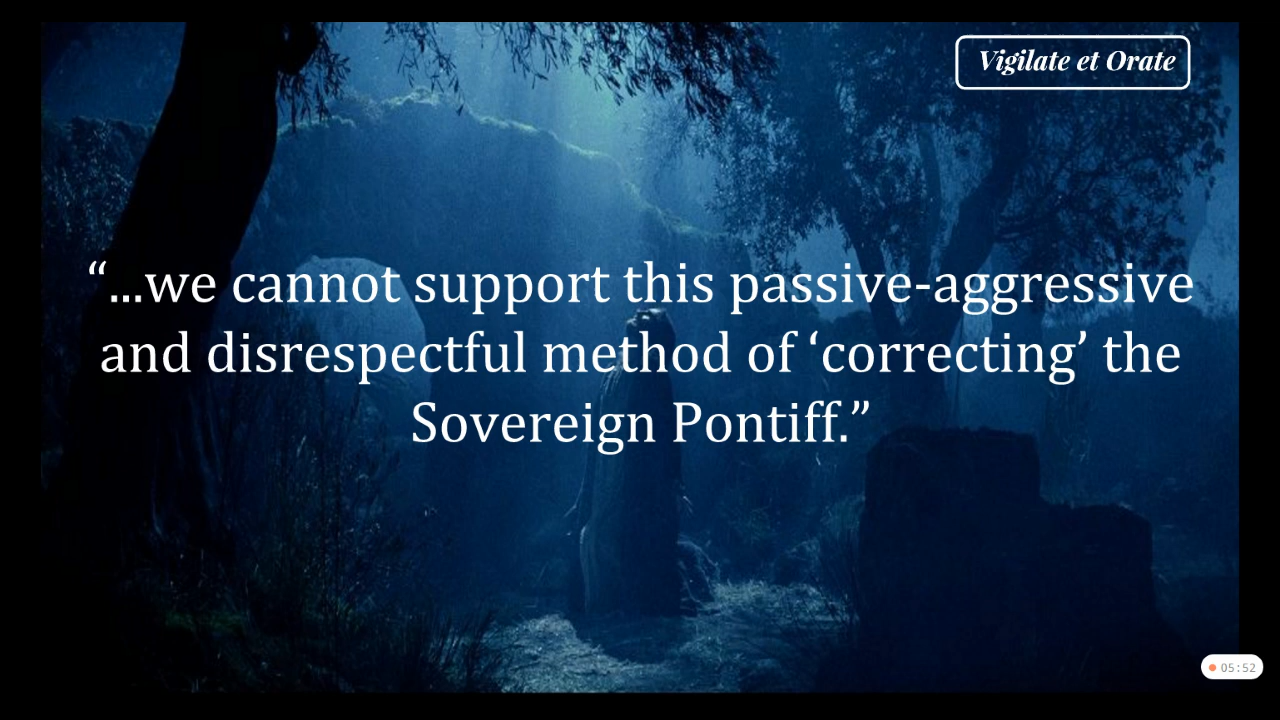 Vigilate et Orate
“...we cannot support this passive-aggressive
and disrespectful method of ‘correcting’ the
Sovereign Pontiff.”
05:52